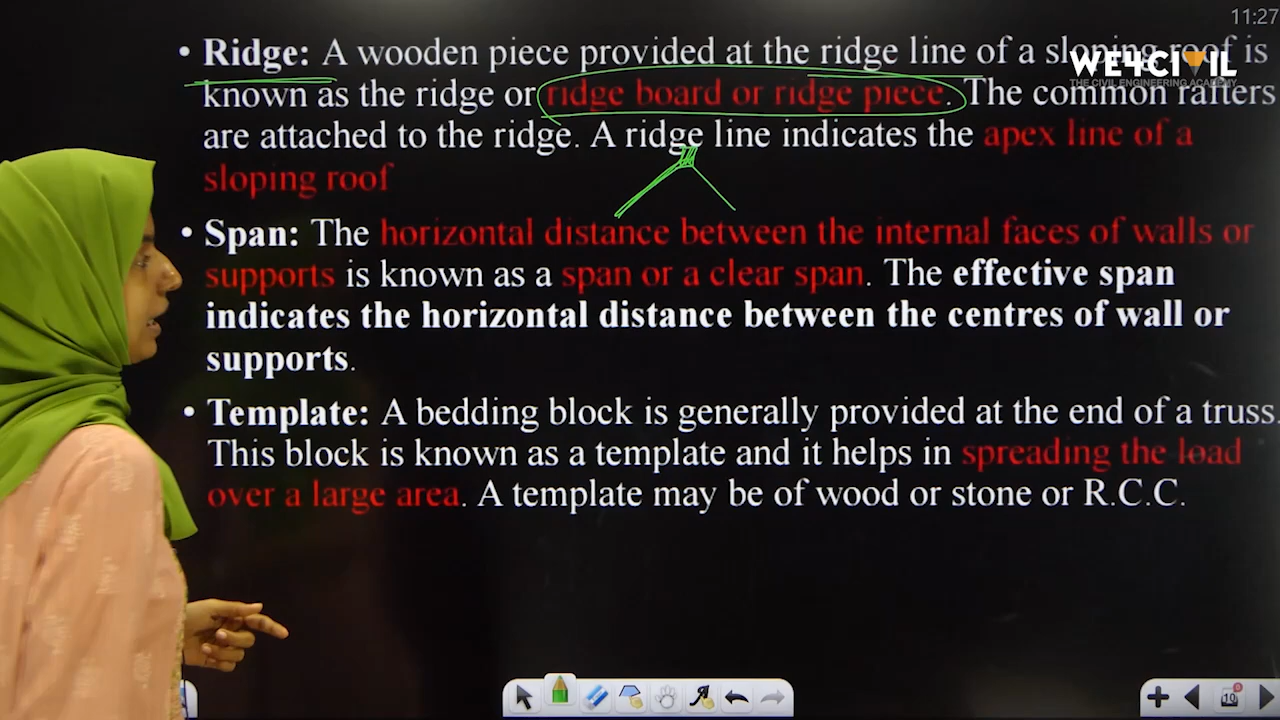 11:27
• Ridge: A wooden piece provided at the ridge line of a sloping roof is
WE4CIVIL
THE CIVIL ENGINEERING ACADEMY
known as the ridge or ridge board or ridge piece. The common rafters
are attached to the ridge. A ridge line indicates the apex line of a
sloping roof
• Span: The horizontal distance between the internal faces of walls or
supports is known as a span or a clear span. The effective span
indicates the horizontal distance between the centres of wall or
supports.
• Template: A bedding block is generally provided at the end of a truss.
This block is known as a template and it helps in spreading the load
over a large area. A template may be of wood or stone or R.C.C.
10